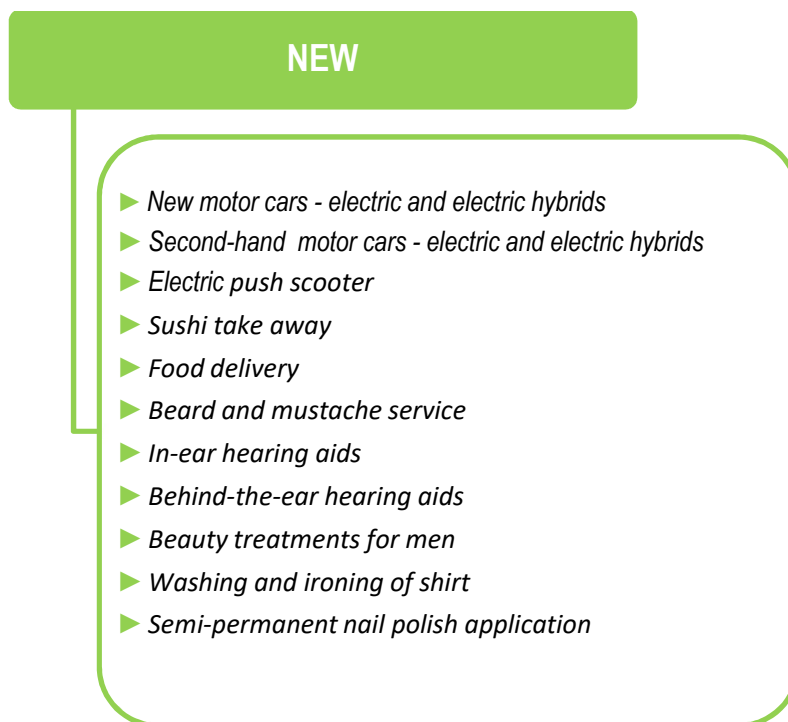 NEW
► New motor cars - electric and electric hybrids
► Second-hand motor cars - electric and electric hybrids
► Electric push scooter
► Sushi take away
► Food delivery
► Beard and mustache service
► In-ear hearing aids
► Behind-the-ear hearing aids
► Beauty treatments for men
► Washing and ironing of shirt
► Semi-permanent nail polish application